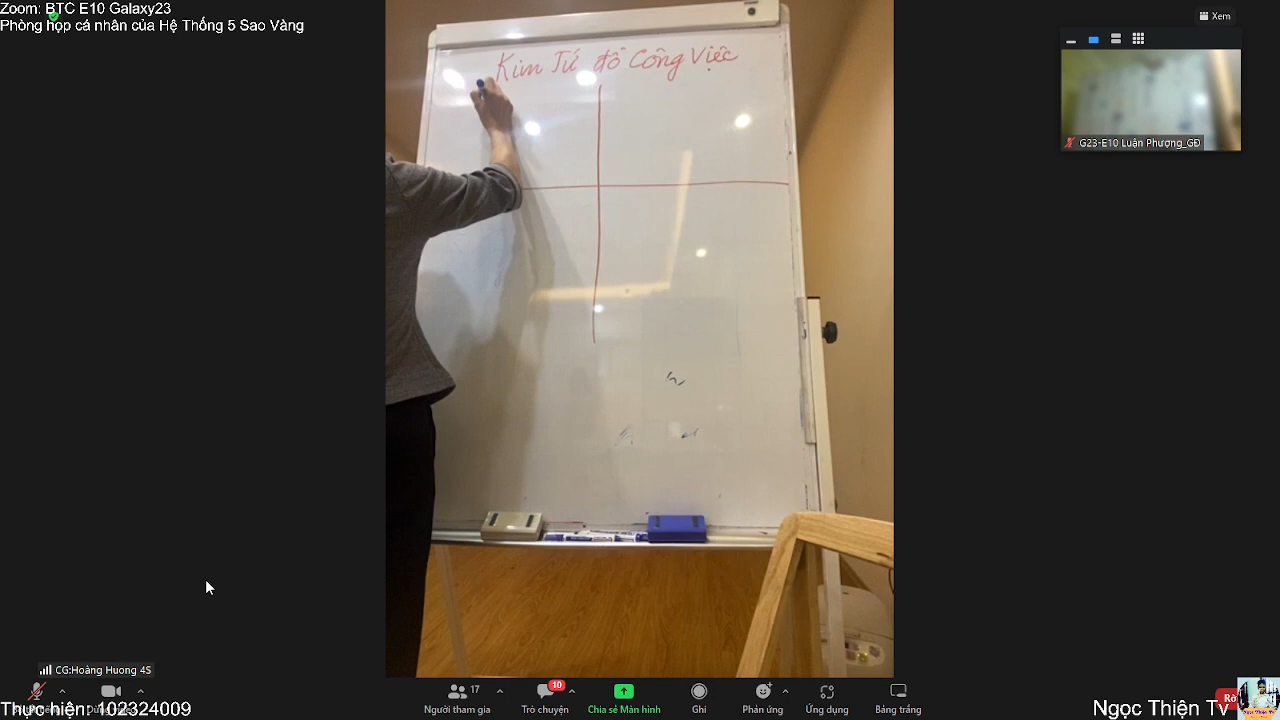 Zoom: BTC E10 Galaxy23
Phòng họp cá nhân của Hệ Thống 5 Sao Vàng
Xem
Kim Tứ đồ Công Việc
G23-E10 Luận Phượng_GĐ
CG:Hoàng Huong 4S
17
10
Người tham gia
Trò chuyện
Chia sẻ Màn hình
Ghi
Phản ứng
Ứng dụng
Bảng trắng
Thực hiện: 102324009
Ngọc Thiện TV
Rờ